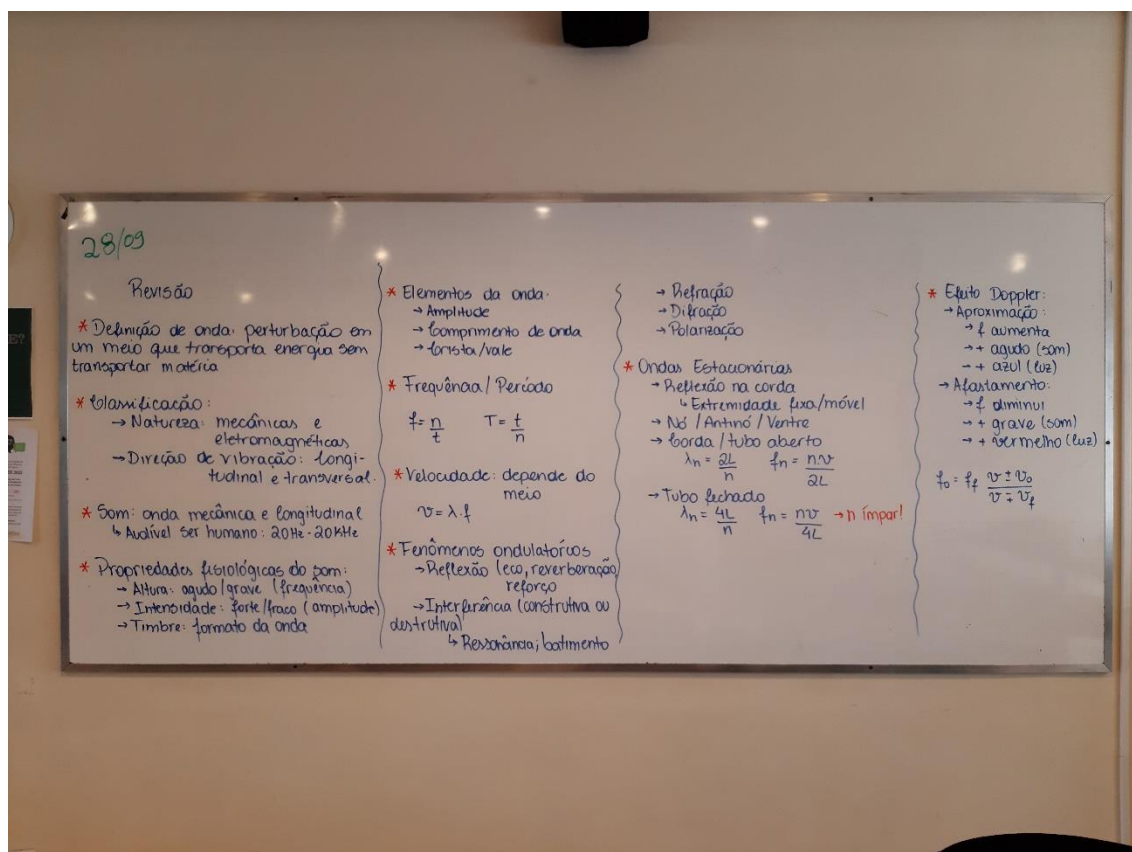 28/09
Revisão
* Definição de onda: perturbação em
um meio que transporta energia sem
transportar matéria
* Classificação:
→ Natureza: mecânicas e
eletromagnéticas
→ Direção de vibração: longi-
tudinal e transversal.
* Som: onda mecânica e longitudinal
↳ Audível ser humano: 20Hz - 20KHz
* Propriedades fisiológicas do som:
→ Altura: agudo/grave (frequência)
→ Intensidade: forte/fraco (amplitude)
→ Timbre: formato da onda
* Elementos da onda:
→ Amplitude
→ Comprimento de onda
→ Crista/vale
* Frequência / Período
f = n/t T = t/n
* Velocidade: depende do
meio
v = λ . f
* Fenômenos ondulatórios
→ Reflexão (eco, reverberação,
reforço
→ Interferência (construtiva ou
destrutiva)
↳ Ressonância; batimento
→ Refração
→ Difração
→ Polarização
* Ondas Estacionárias
→ Reflexão na corda
↳ Extremidade fixa/móvel
→ Nó / Antinó / Ventre
→ Corda / tubo aberto
λn = 2L/n fn = n.v/2L
→ Tubo fechado
λn = 4L/n fn = nv/4L → n ímpar!
* Efeito Doppler:
→ Aproximação:
→ f aumenta
→ + agudo (som)
→ + azul (luz)
→ Afastamento:
→ f diminui
→ + grave (som)
→ + vermelho (luz)
fo = ff v ± vo / v ∓ vf
E?